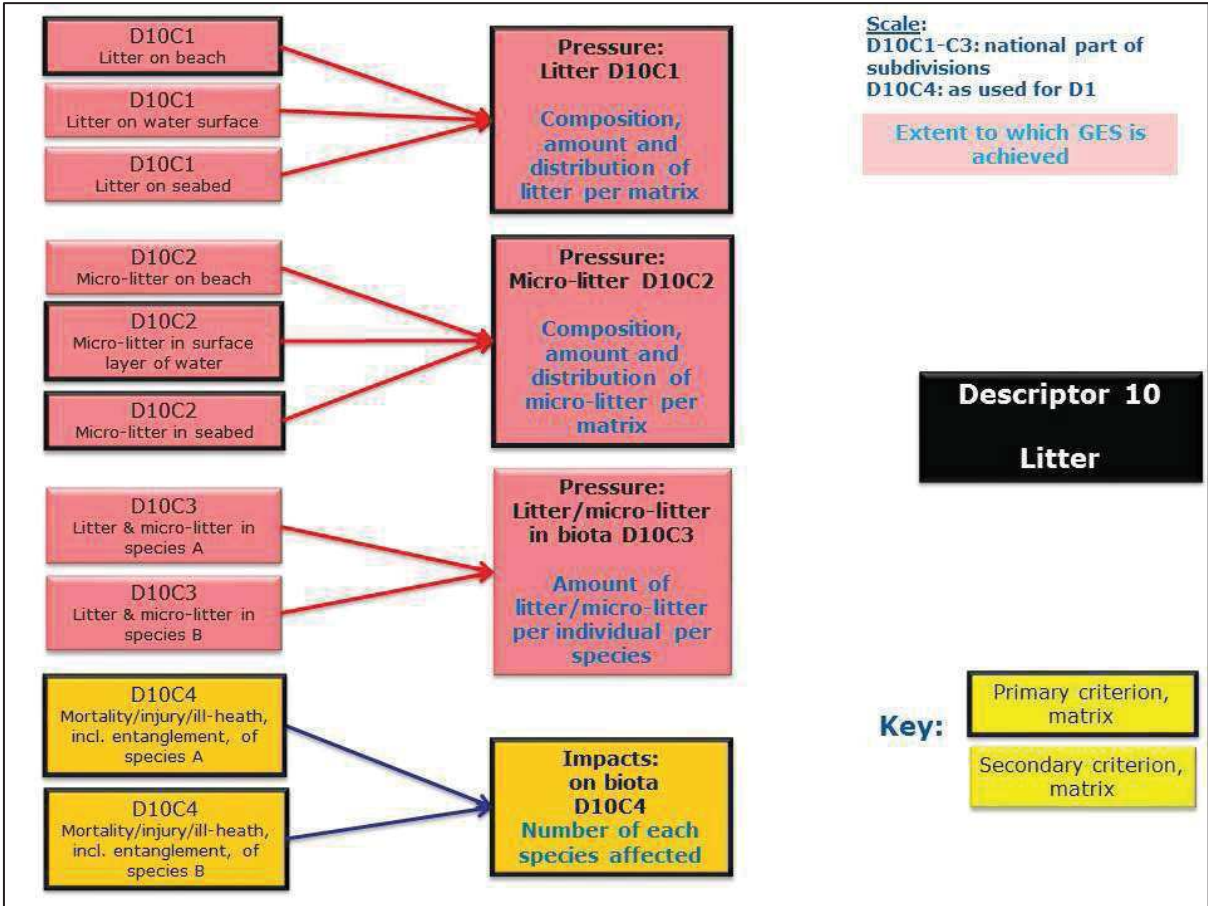 D10C1
Litter on beach
D10C1
Litter on water surface
D10C1
Litter on seabed
Pressure:
Litter D10C1
Composition,
amount and
distribution of
litter per matrix
Scale:
D10C1-C3: national part of
subdivisions
D10C4: as used for D1
Extent to which GES is
achieved
D10C2
Micro-litter on beach
D10C2
Micro-litter in surface
layer of water
D10C2
Micro-litter in seabed
Pressure:
Micro-litter D10C2
Composition,
amount and
distribution of
micro-litter per
matrix
Descriptor 10
Litter
D10C3
Litter & micro-litter in
species A
D10C3
Litter & micro-litter in
species B
Pressure:
Litter/micro-litter
in biota D10C3
Amount of
litter/micro-litter
per individual per
species
D10C4
Mortality/injury/ill-heath,
incl. entanglement, of
species A
D10C4
Mortality/injury/ill-heath,
incl. entanglement, of
species B
Impacts:
on biota
D10C4
Number of each
species affected
Key:
Primary criterion,
matrix
Secondary criterion,
matrix